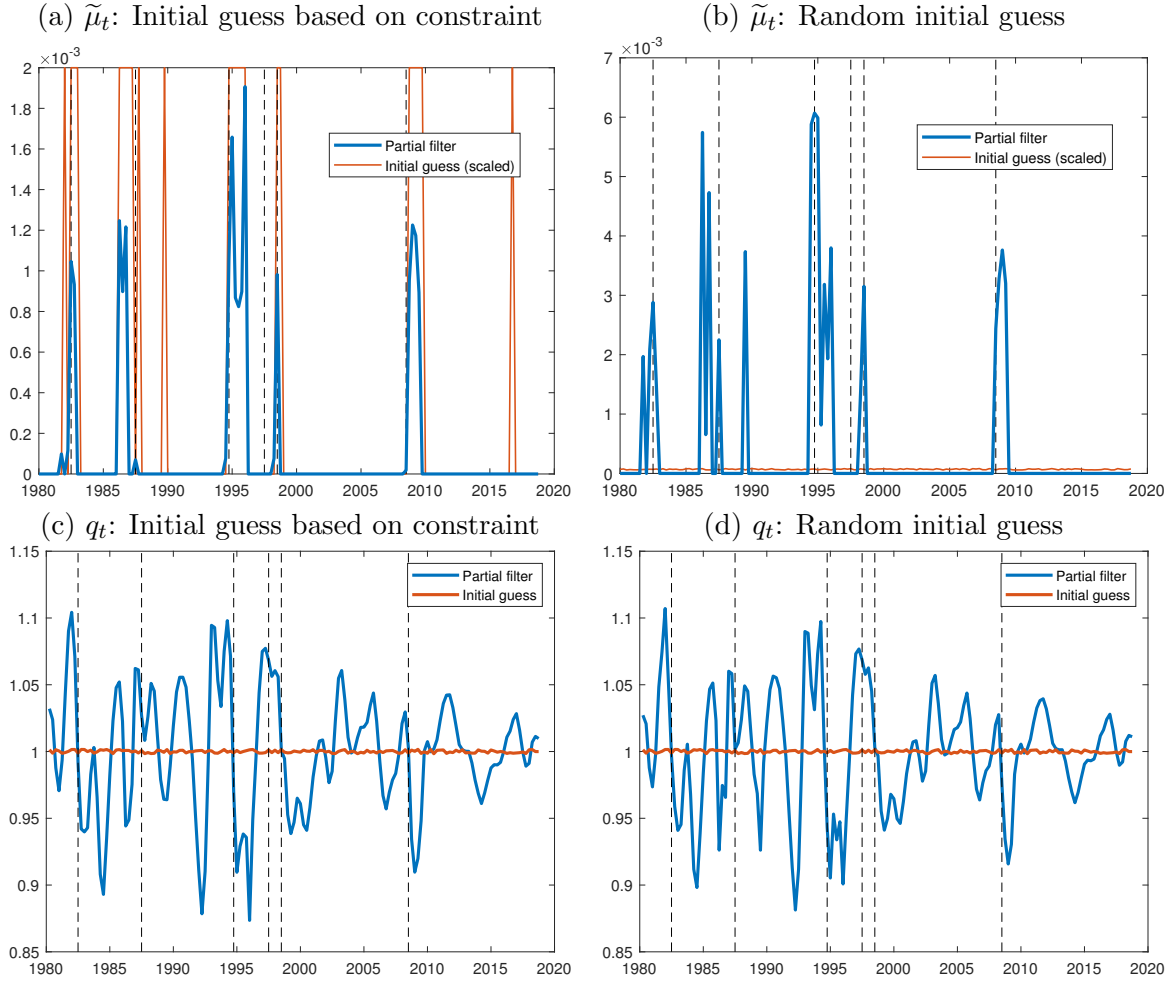 (a) μ̃ₜ: Initial guess based on constraint
×10⁻³
2
1.8
1.6
1.4
1.2
1
0.8
0.6
0.4
0.2
0
Partial filter
Initial guess (scaled)
1980 1985 1990 1995 2000 2005 2010 2015 2020
(b) μ̃ₜ: Random initial guess
×10⁻³
7
6
5
4
3
2
1
0
Partial filter
Initial guess (scaled)
1980 1985 1990 1995 2000 2005 2010 2015 2020
(c) qₜ: Initial guess based on constraint
1.15
1.1
1.05
1
0.95
0.9
0.85
Partial filter
Initial guess
1980 1985 1990 1995 2000 2005 2010 2015 2020
(d) qₜ: Random initial guess
1.15
1.1
1.05
1
0.95
0.9
0.85
Partial filter
Initial guess
1980 1985 1990 1995 2000 2005 2010 2015 2020